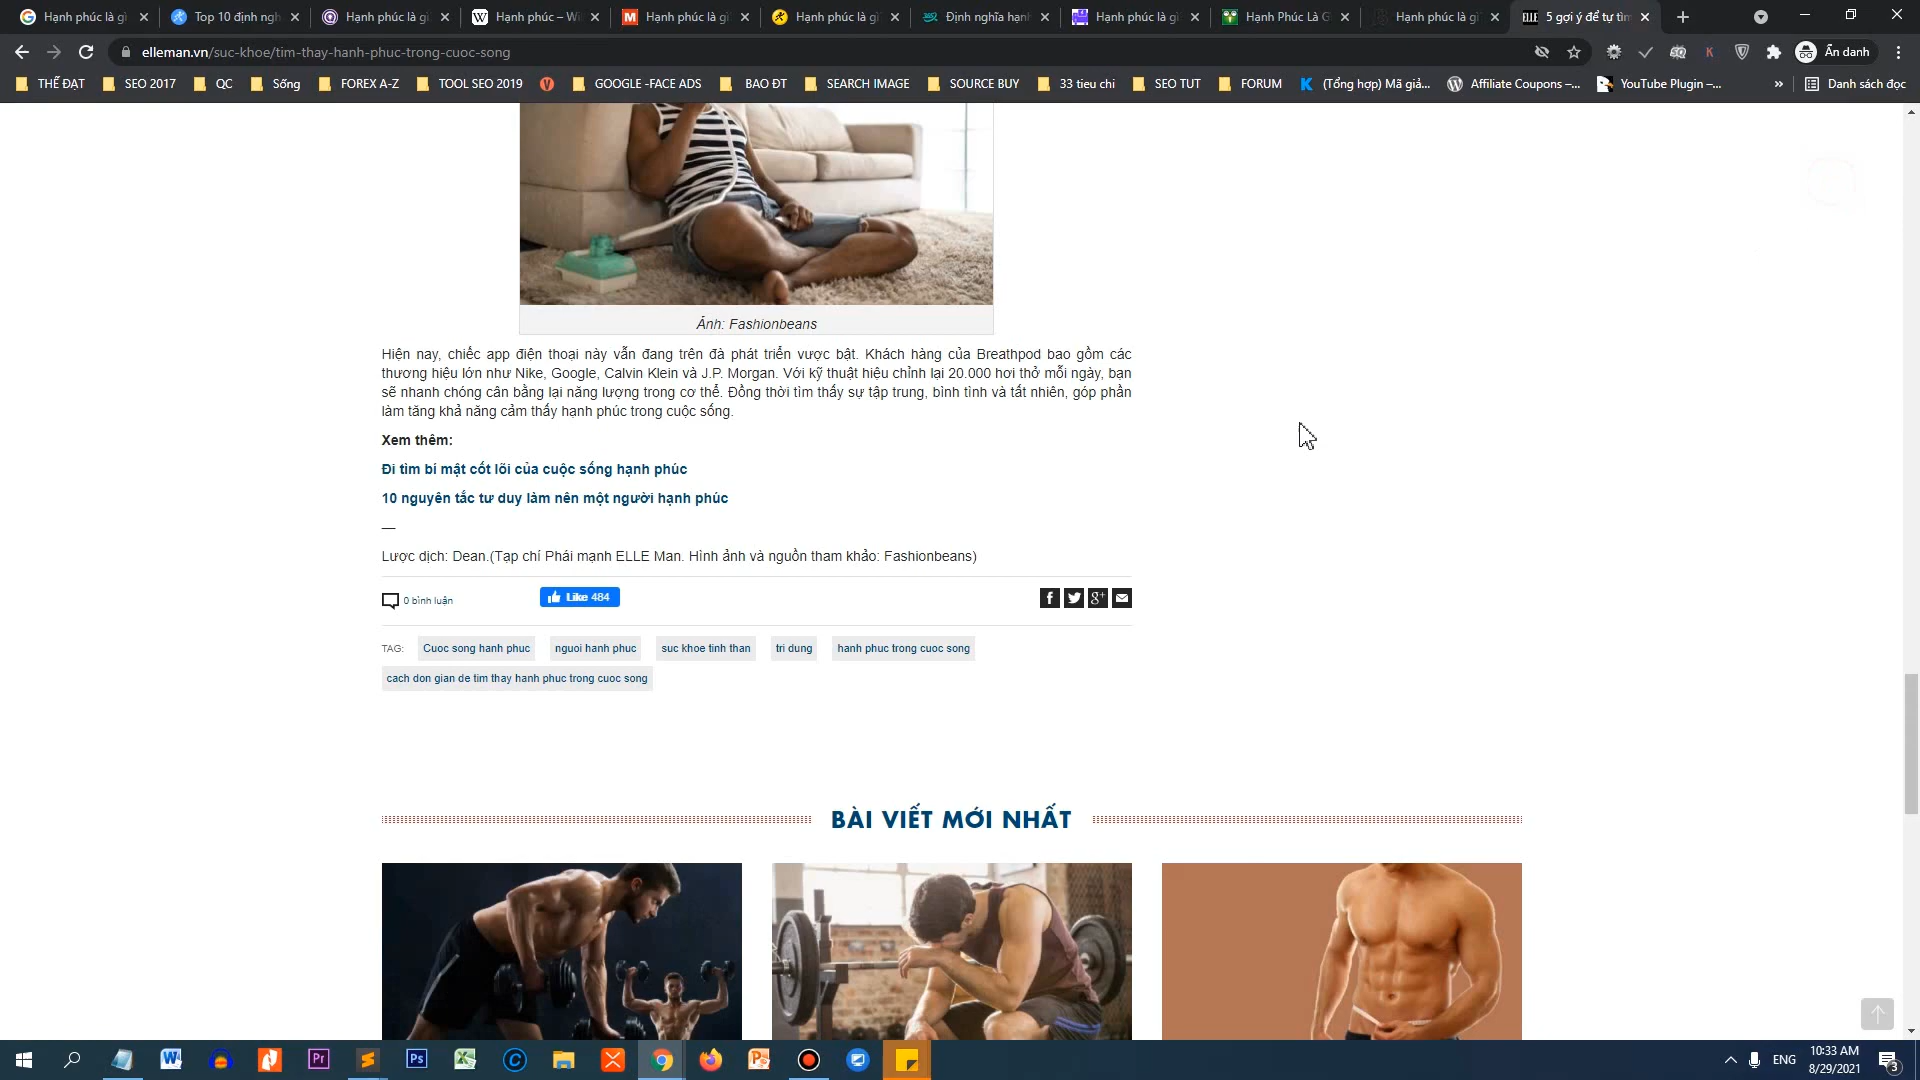 Hạnh phúc là gì
Top 10 định ngh
Hạnh phúc là gì
Hạnh phúc – Wi
Hạnh phúc là gì
Hạnh phúc là gì
Định nghĩa hạnh
Hạnh phúc là gì
Hạnh Phúc Là G
Hạnh phúc là gì
5 gợi ý để tự tìm
elleman.vn/suc-khoe/tim-thay-hanh-phuc-trong-cuoc-song
Ẩn danh
THẾ ĐẠT
SEO 2017
QC
Sống
FOREX A-Z
TOOL SEO 2019
GOOGLE -FACE ADS
BAO ĐT
SEARCH IMAGE
SOURCE BUY
33 tieu chi
SEO TUT
FORUM
(Tổng hợp) Mã giả...
Affiliate Coupons –...
YouTube Plugin –...
»
Danh sách đọc
Ảnh: Fashionbeans
Hiện nay, chiếc app điện thoại này vẫn đang trên đà phát triển vược bật. Khách hàng của Breathpod bao gồm các
thương hiệu lớn như Nike, Google, Calvin Klein và J.P. Morgan. Với kỹ thuật hiệu chỉnh lại 20.000 hơi thở mỗi ngày, bạn
sẽ nhanh chóng cân bằng lại năng lượng trong cơ thể. Đồng thời tìm thấy sự tập trung, bình tĩnh và tất nhiên, góp phần
làm tăng khả năng cảm thấy hạnh phúc trong cuộc sống.
Xem thêm:
Đi tìm bí mật cốt lõi của cuộc sống hạnh phúc
10 nguyên tắc tư duy làm nên một người hạnh phúc
—
Lược dịch: Dean.(Tạp chí Phái mạnh ELLE Man. Hình ảnh và nguồn tham khảo: Fashionbeans)
0 bình luận
Like 484
TAG: Cuoc song hanh phuc nguoi hanh phuc suc khoe tinh than tri dung hanh phuc trong cuoc song
cach don gian de tim thay hanh phuc trong cuoc song
BÀI VIẾT MỚI NHẤT
ENG
10:33 AM
8/29/2021
3